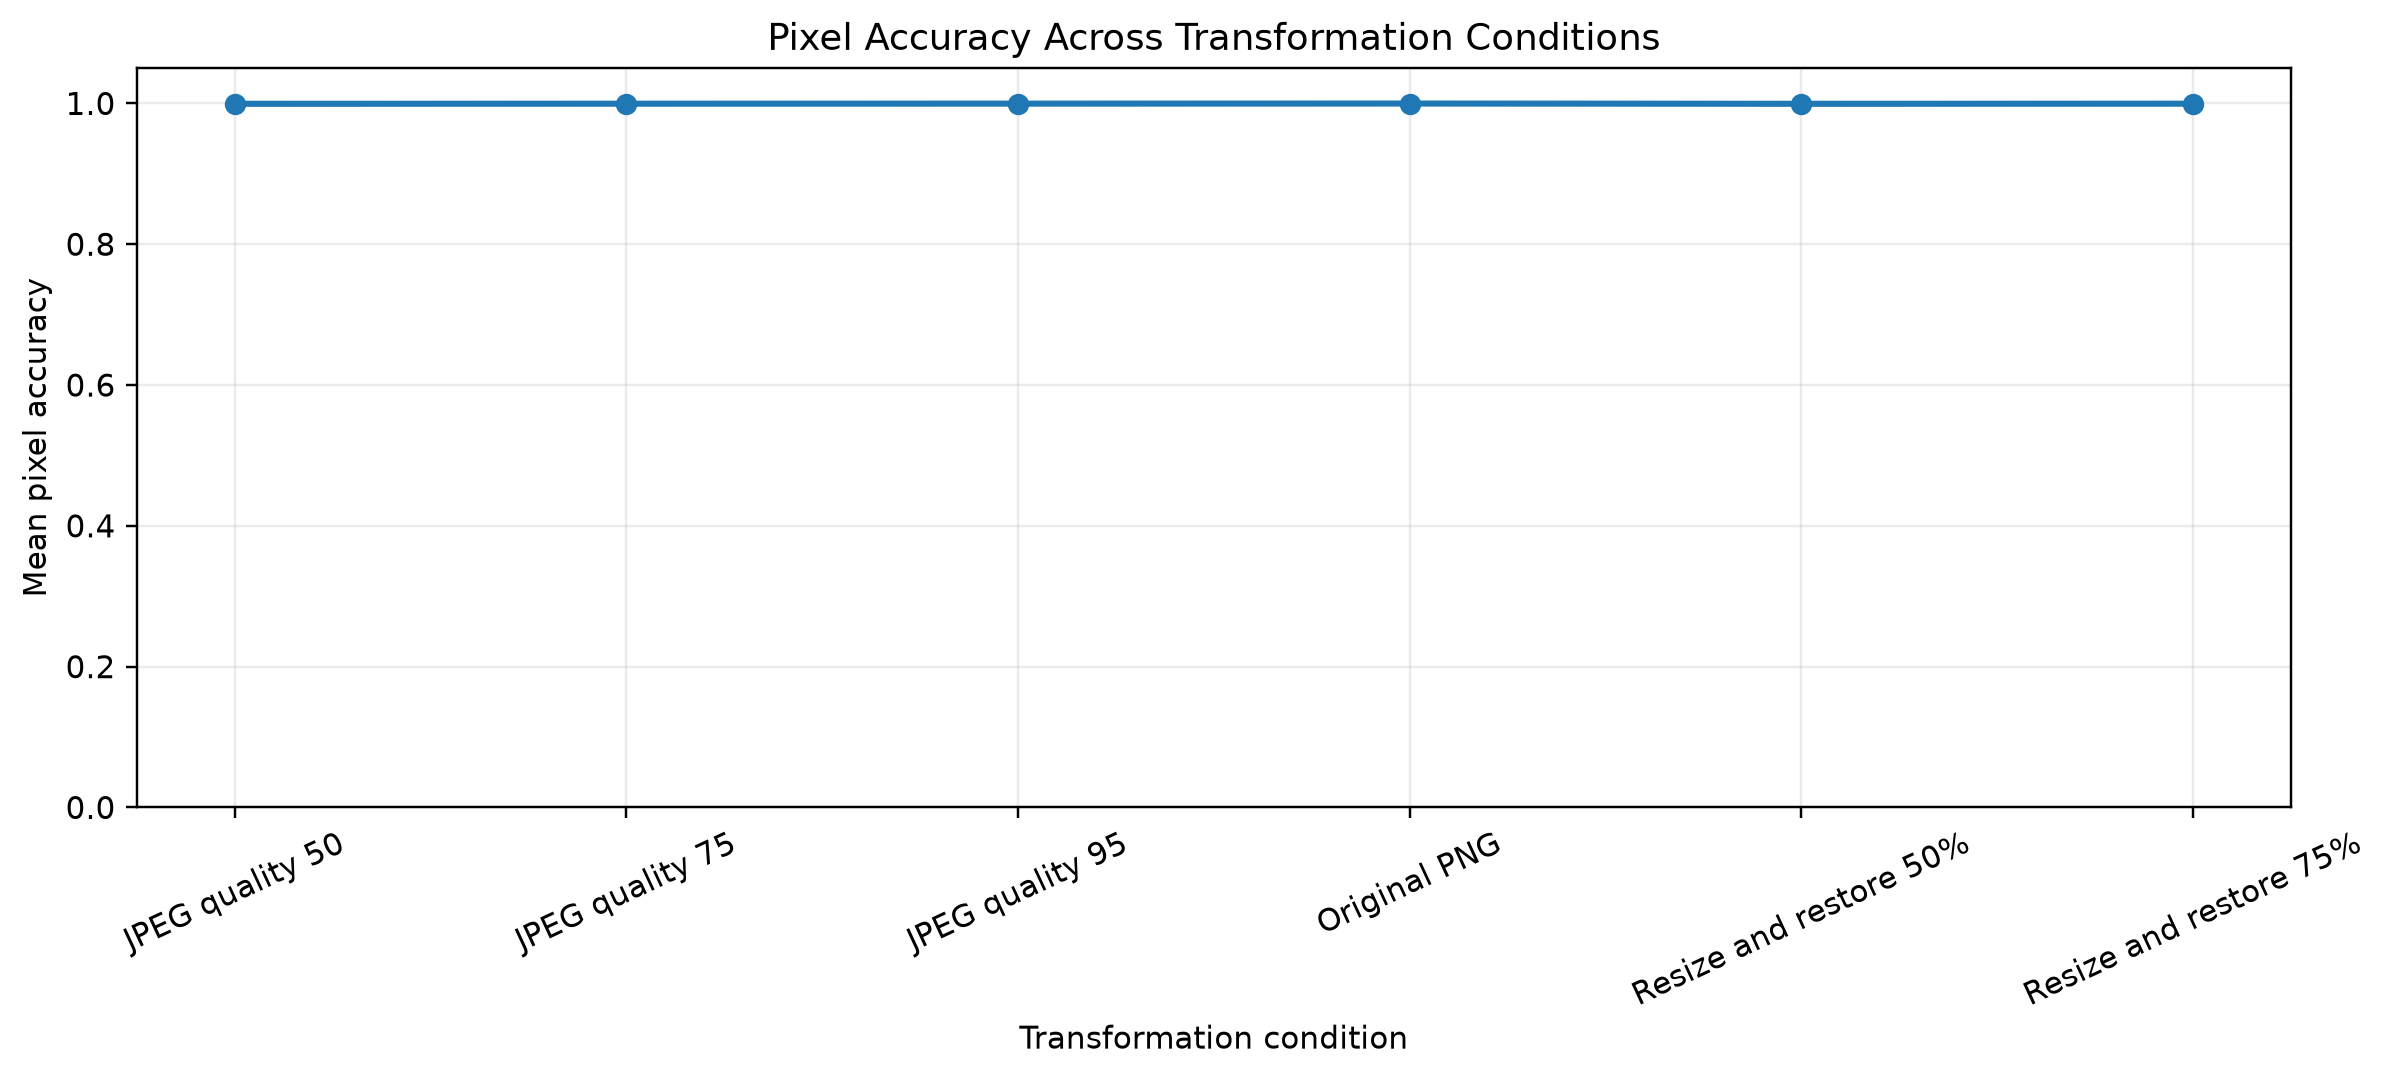 Pixel Accuracy Across Transformation Conditions
Mean pixel accuracy
1.0
0.8
0.6
0.4
0.2
0.0
JPEG quality 50
JPEG quality 75
JPEG quality 95
Original PNG
Resize and restore 50%
Resize and restore 75%
Transformation condition